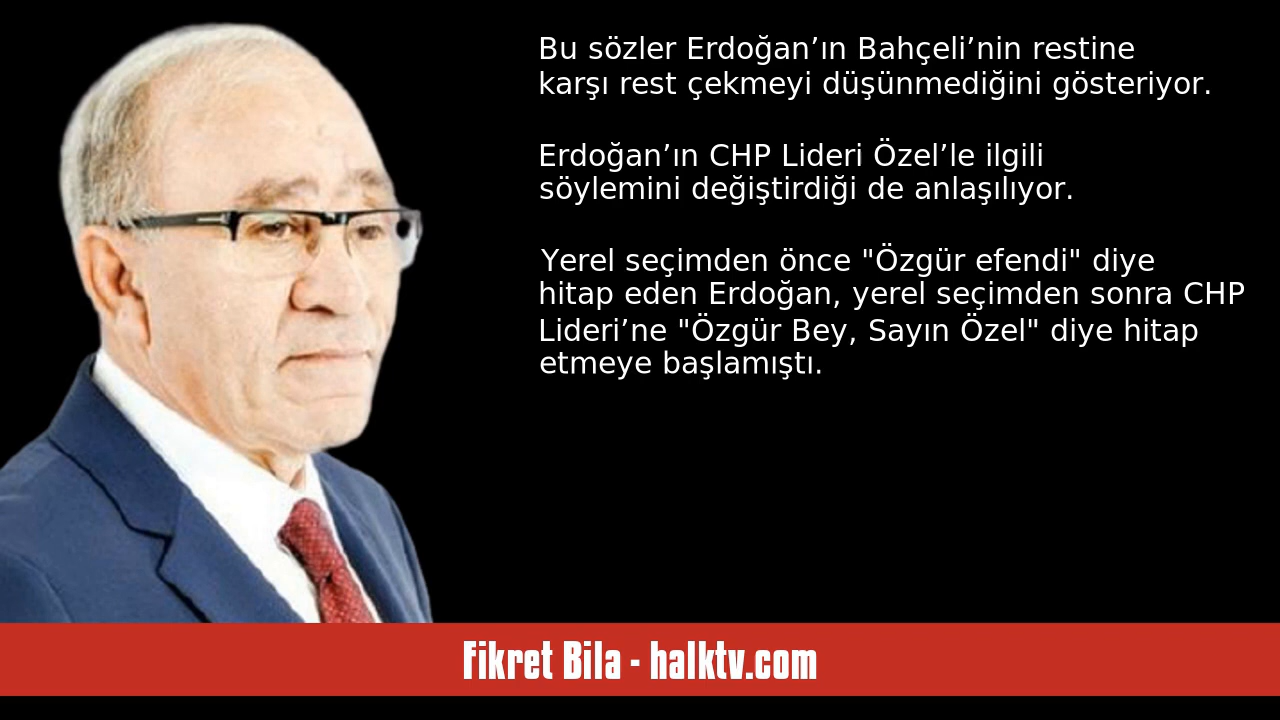 Bu sözler Erdoğan’ın Bahçeli’nin restine
karşı rest çekmeyi düşünmediğini gösteriyor.
Erdoğan’ın CHP Lideri Özel’le ilgili
söylemini değiştirdiği de anlaşılıyor.
Yerel seçimden önce "Özgür efendi" diye
hitap eden Erdoğan, yerel seçimden sonra CHP
Lideri’ne "Özgür Bey, Sayın Özel" diye hitap
etmeye başlamıştı.
Fikret Bila - halktv.com